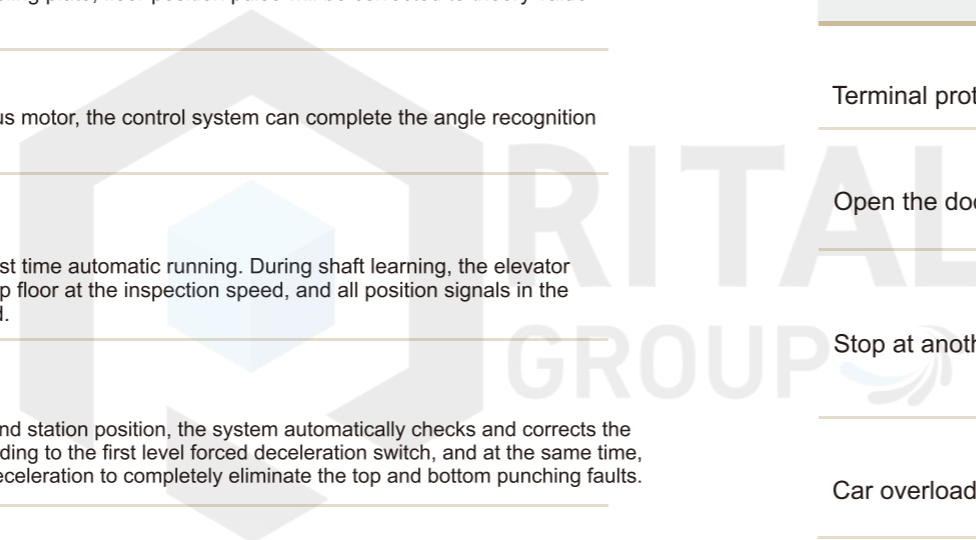 us motor, the control system can complete the angle recognition
st time automatic running. During shaft learning, the elevator
p floor at the inspection speed, and all position signals in the
d.
nd station position, the system automatically checks and corrects the
ding to the first level forced deceleration switch, and at the same time,
eceleration to completely eliminate the top and bottom punching faults.
Terminal prot
Open the doo
Stop at anoth
Car overload
RITAL
GROUP